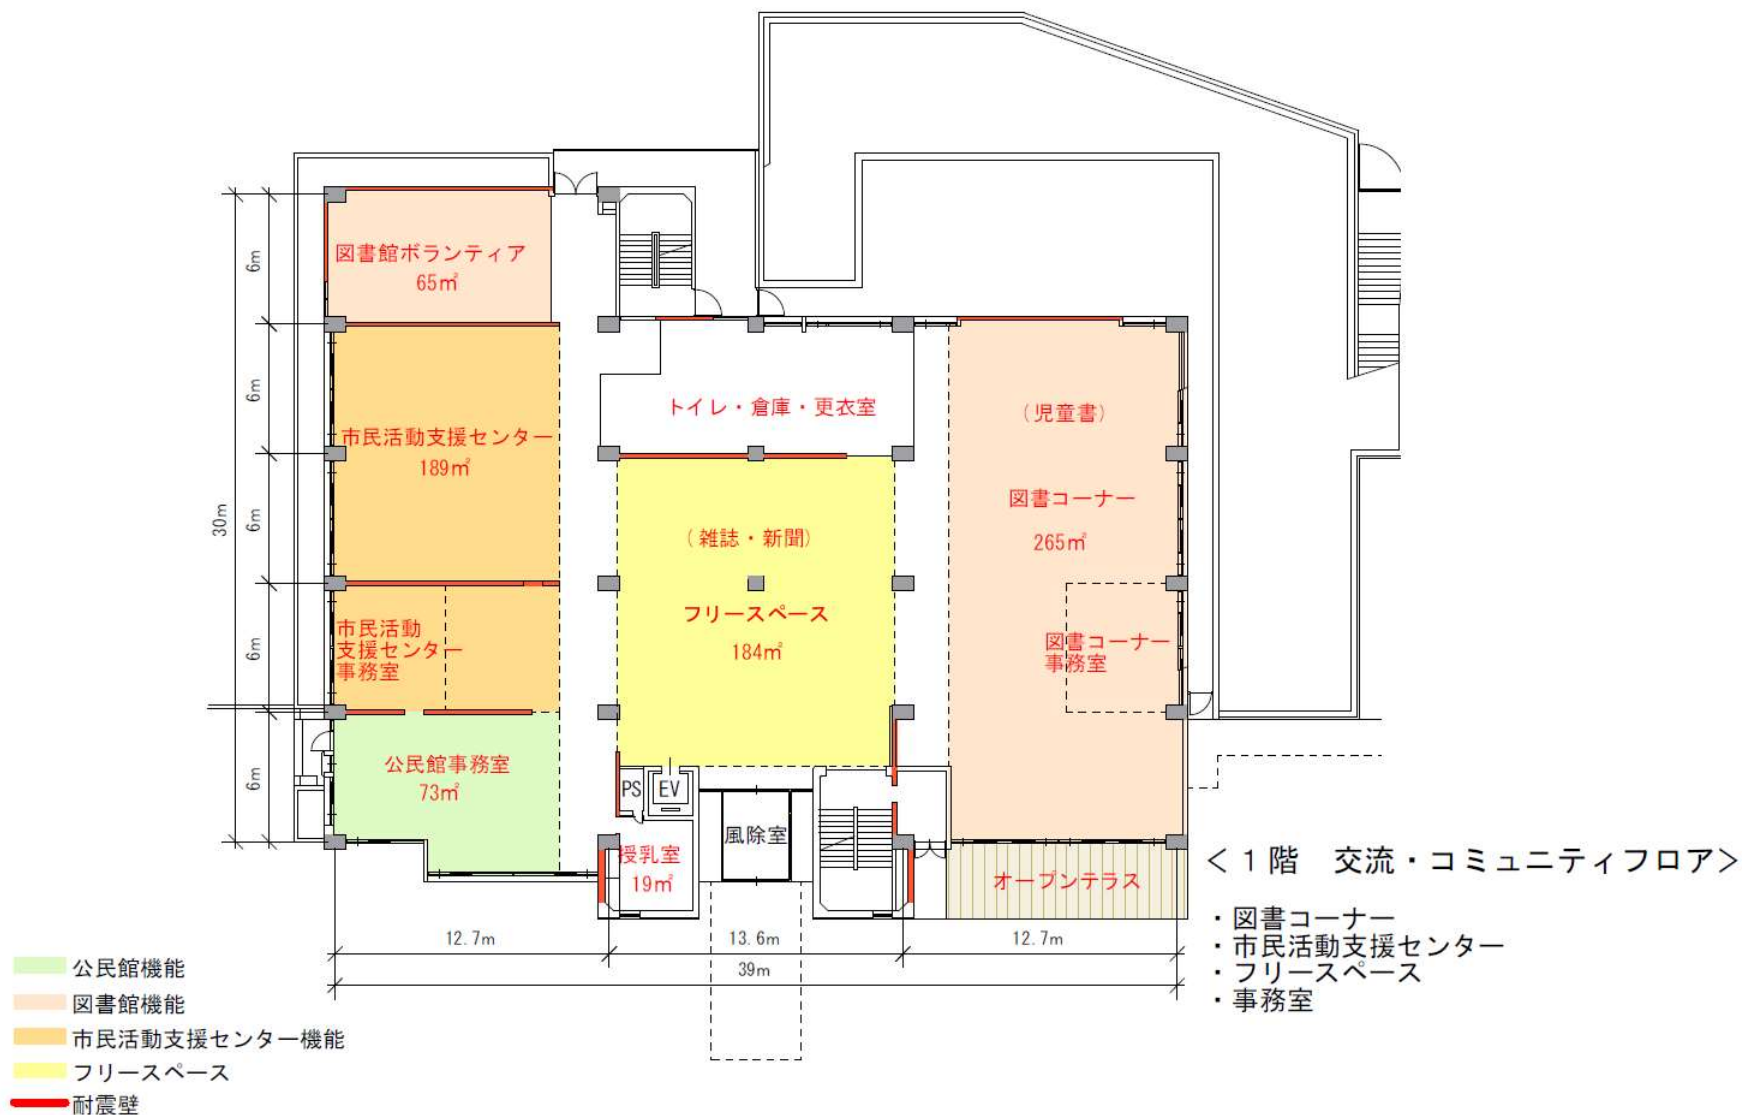 図書館ボランティア
65㎡
市民活動支援センター
189㎡
市民活動
支援センター
事務室
公民館事務室
73㎡
トイレ・倉庫・更衣室
（雑誌・新聞）
フリースペース
184㎡
（児童書）
図書コーナー
265㎡
図書コーナー
事務室
PS
EV
授乳室
19㎡
風除室
オープンテラス
6m
6m
6m
6m
6m
30m
12.7m
13.6m
12.7m
39m
＜１階　交流・コミュニティフロア＞
・図書コーナー
・市民活動支援センター
・フリースペース
・事務室
公民館機能
図書館機能
市民活動支援センター機能
フリースペース
耐震壁